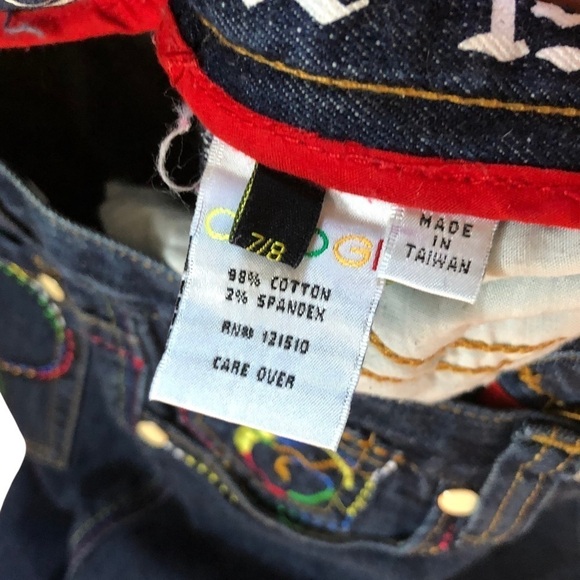 7/8
98% COTTON
2% SPANDEX
RN# 121510
CARE OVER
MADE
IN
TAIWAN